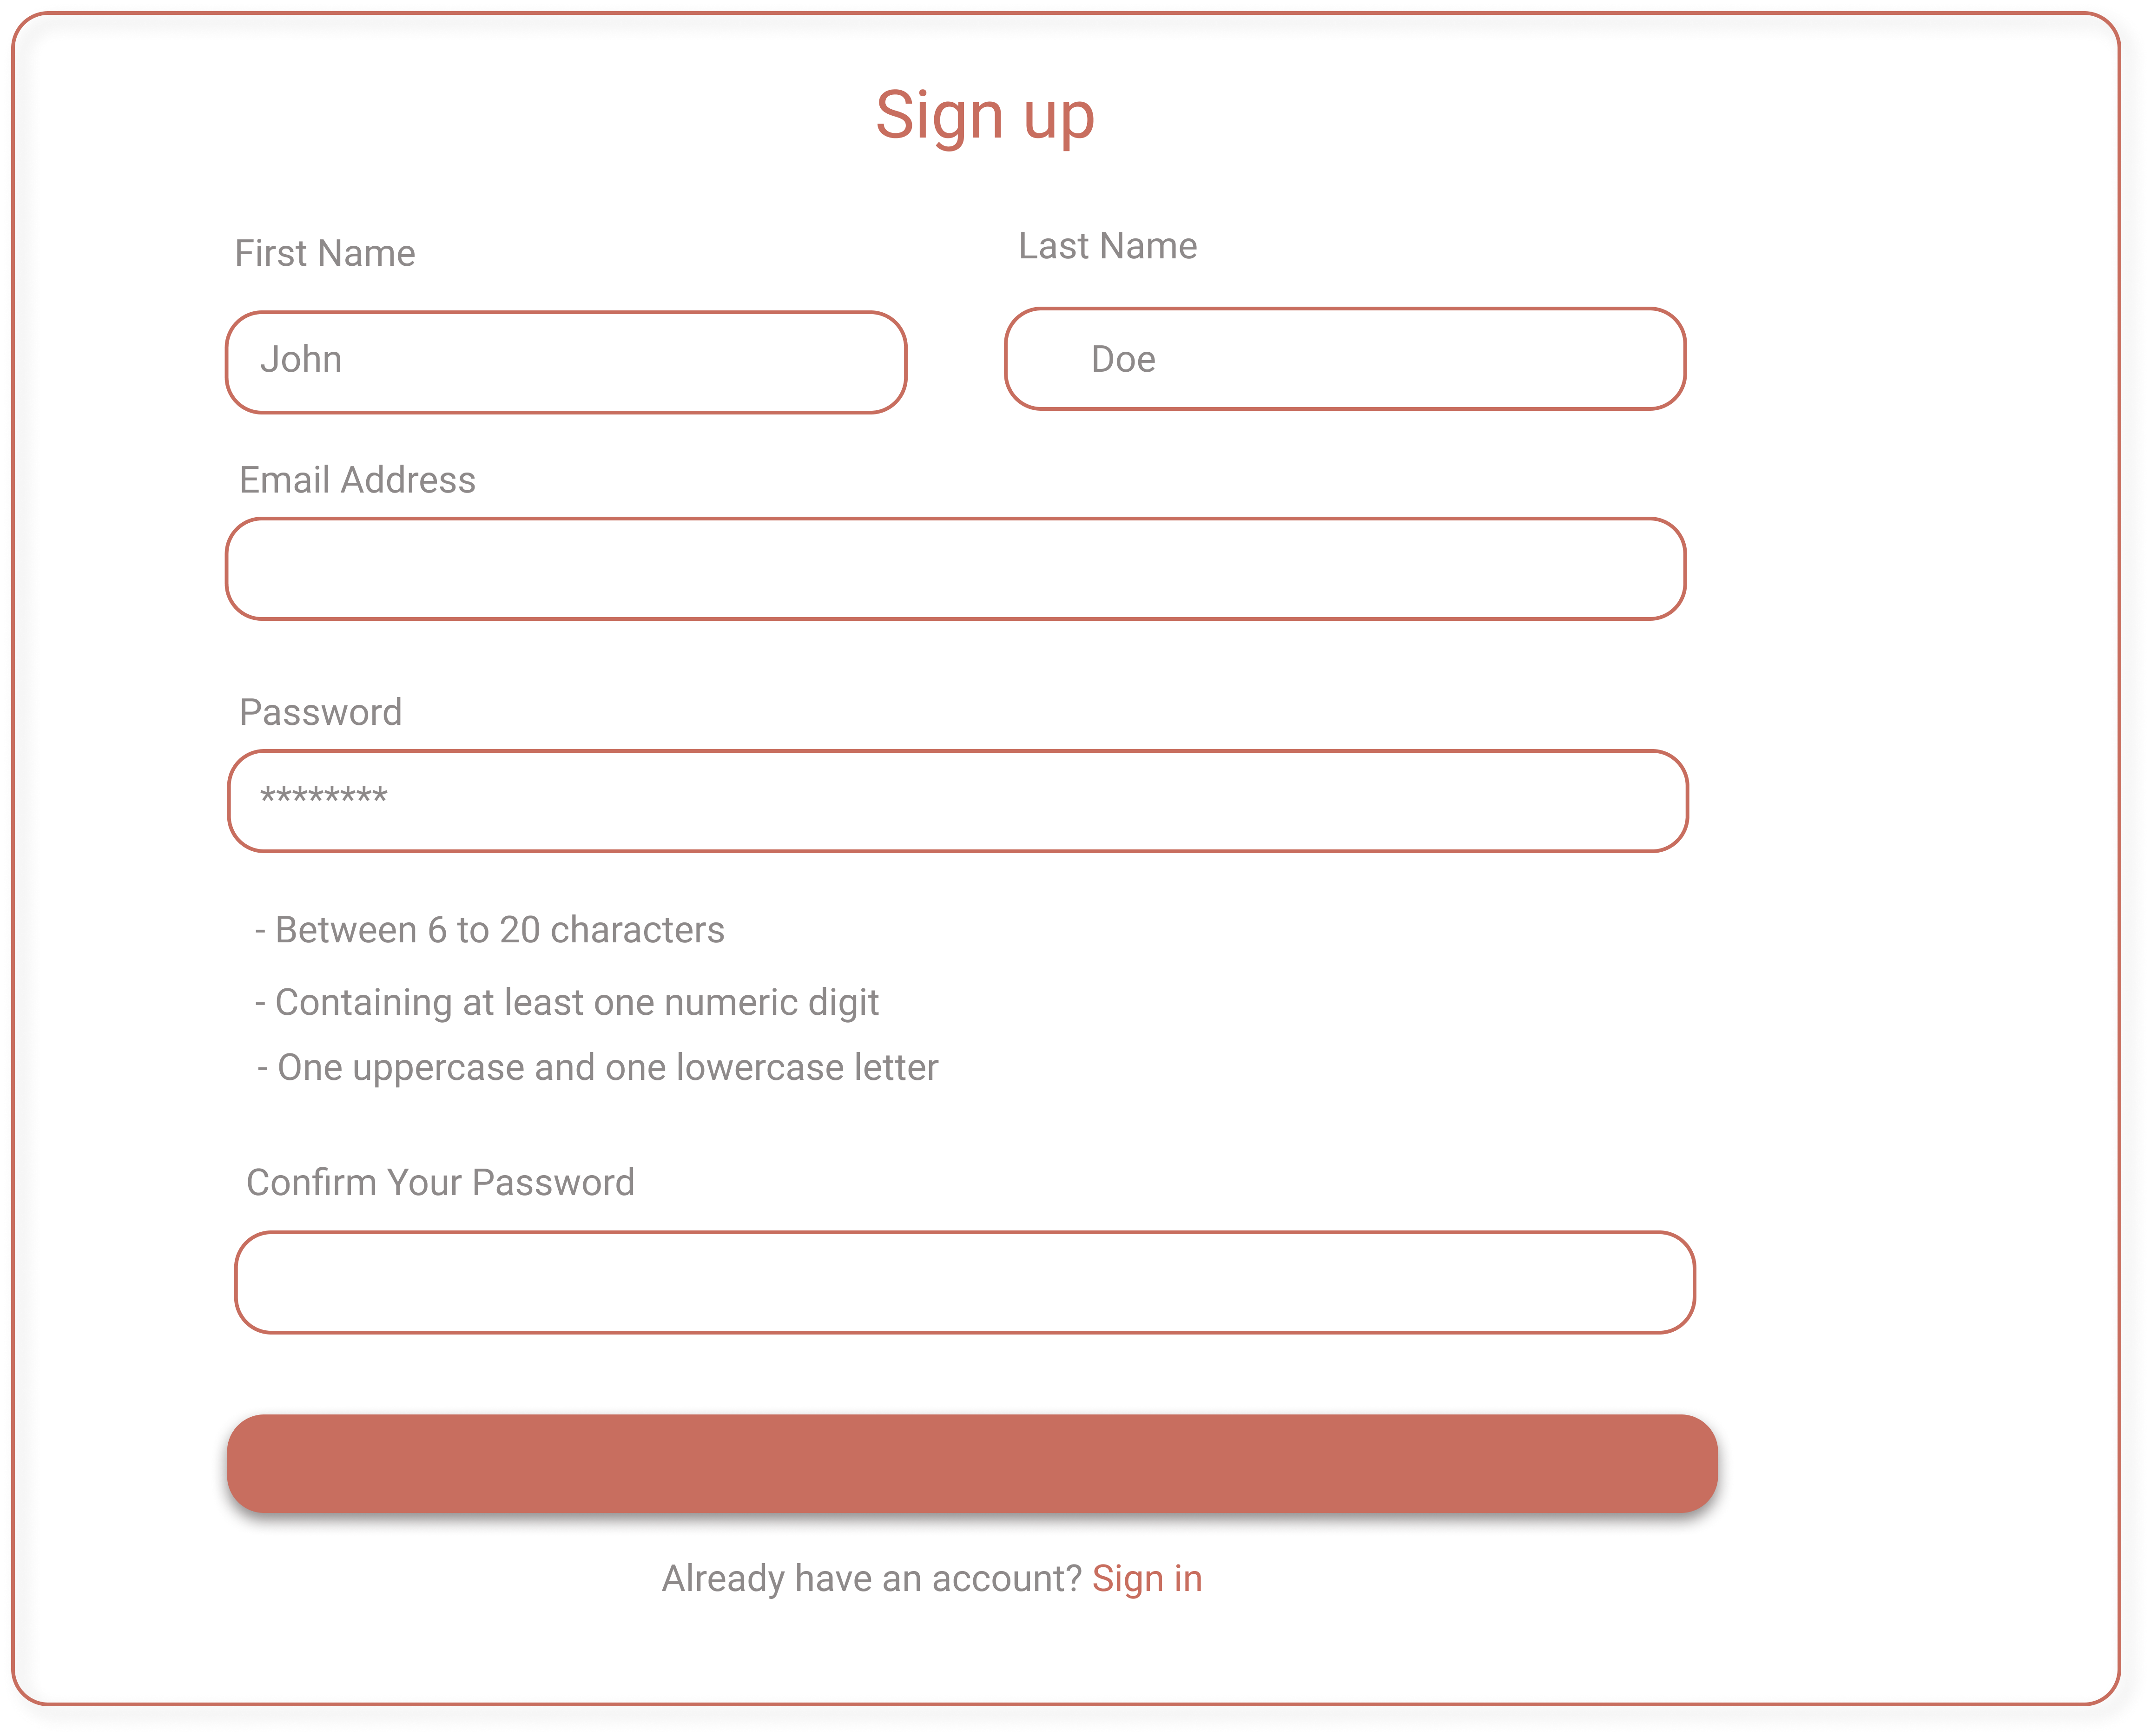 Sign up
First Name
Last Name
John
Doe
Email Address
Password
********
- Between 6 to 20 characters
- Containing at least one numeric digit
- One uppercase and one lowercase letter
Confirm Your Password
Already have an account? Sign in